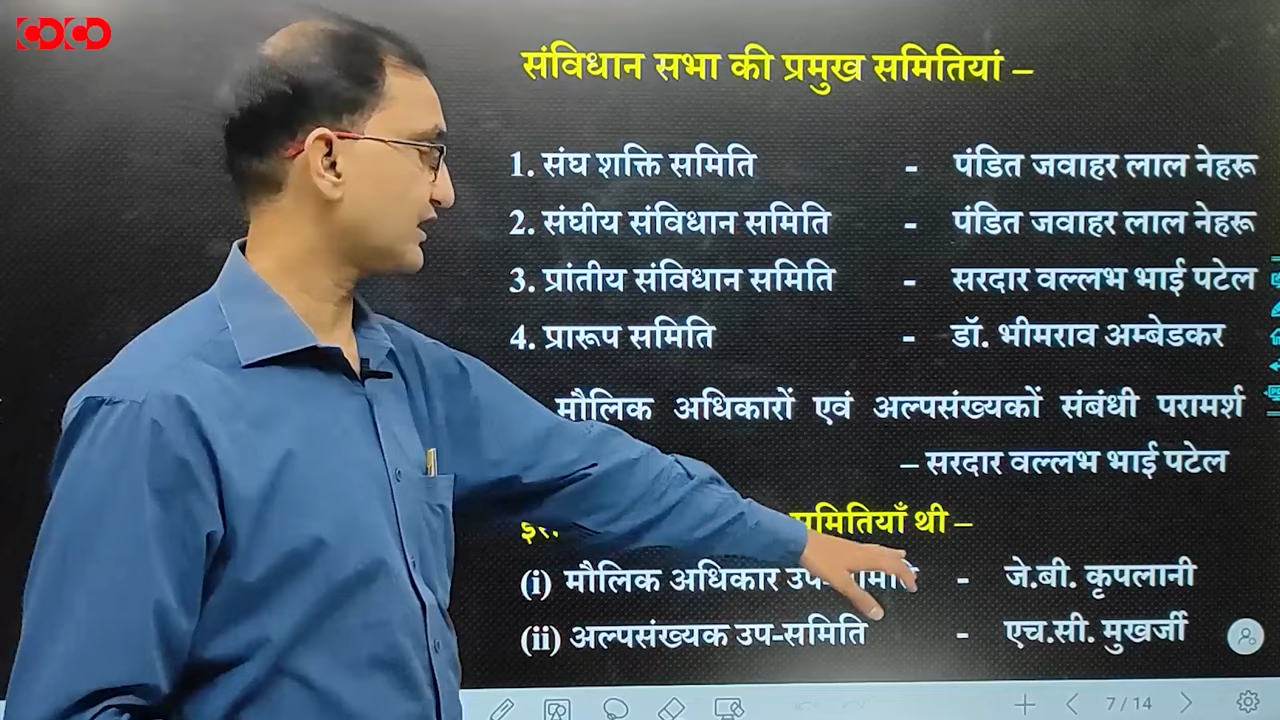 COCO
संविधान सभा की प्रमुख समितियां –
1. संघ शक्ति समिति - पंडित जवाहर लाल नेहरू
2. संघीय संविधान समिति - पंडित जवाहर लाल नेहरू
3. प्रांतीय संविधान समिति - सरदार वल्लभ भाई पटेल
4. प्रारूप समिति - डॉ. भीमराव अम्बेडकर
मौलिक अधिकारों एवं अल्पसंख्यकों संबंधी परामर्श
– सरदार वल्लभ भाई पटेल
समितियाँ थी –
(i) मौलिक अधिकार - जे.बी. कृपलानी
(ii) अल्पसंख्यक उप-समिति - एच.सी. मुखर्जी
7 / 14